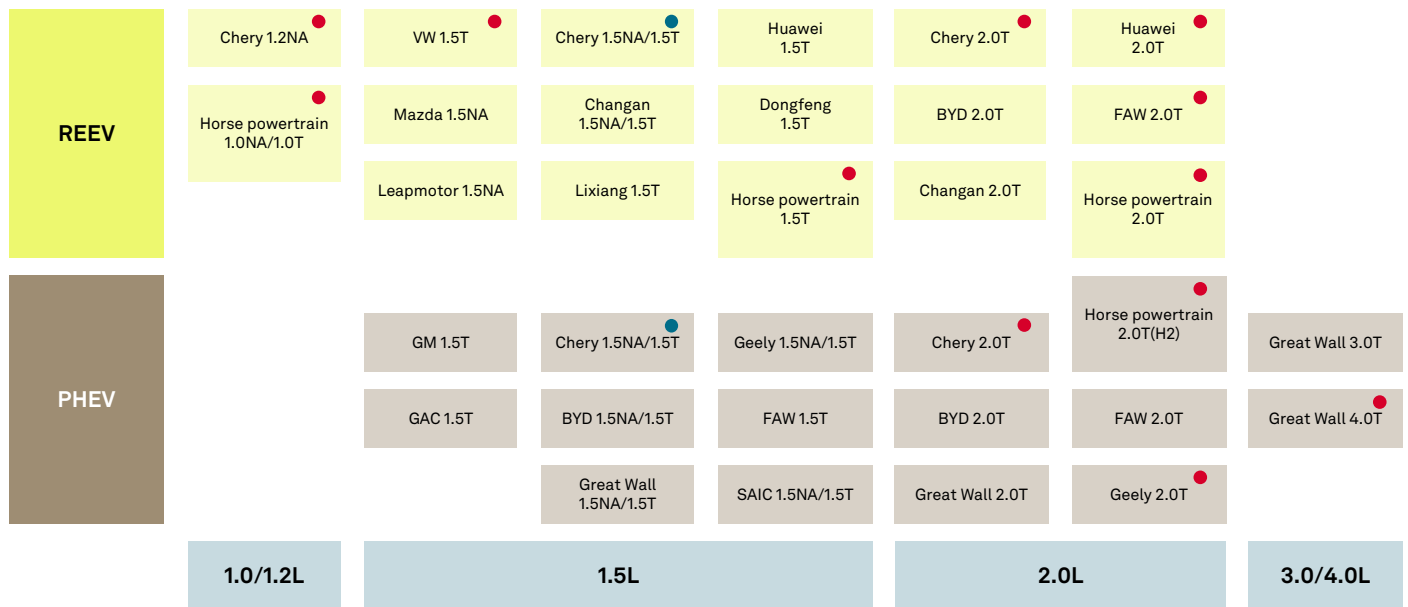 REEV
Chery 1.2NA
VW 1.5T
Chery 1.5NA/1.5T
Huawei
1.5T
Chery 2.0T
Huawei
2.0T
Horse powertrain
1.0NA/1.0T
Mazda 1.5NA
Changan
1.5NA/1.5T
Dongfeng
1.5T
BYD 2.0T
FAW 2.0T
Leapmotor 1.5NA
Lixiang 1.5T
Horse powertrain
1.5T
Changan 2.0T
Horse powertrain
2.0T
PHEV
GM 1.5T
Chery 1.5NA/1.5T
Geely 1.5NA/1.5T
Chery 2.0T
Horse powertrain
2.0T(H2)
Great Wall 3.0T
GAC 1.5T
BYD 1.5NA/1.5T
FAW 1.5T
BYD 2.0T
FAW 2.0T
Great Wall 4.0T
Great Wall
1.5NA/1.5T
SAIC 1.5NA/1.5T
Great Wall 2.0T
Geely 2.0T
1.0/1.2L
1.5L
2.0L
3.0/4.0L